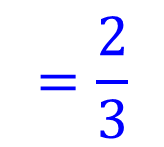 = 2/3